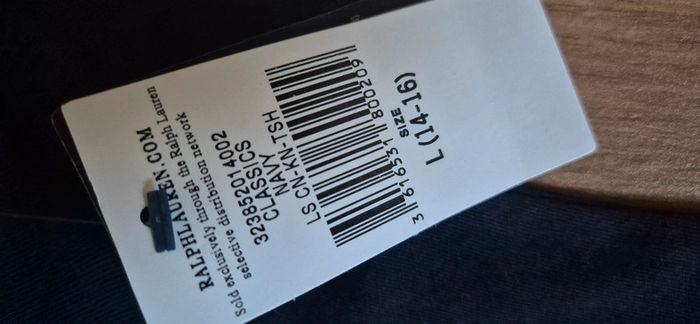 RALPHLAUREN.COM
Sold exclusively through the Ralph Lauren
selective distribution network
323852014002
CLASSICS
NAVY
LS CN-KN-TSH
3 616531 800209
SIZE
L (14-16)